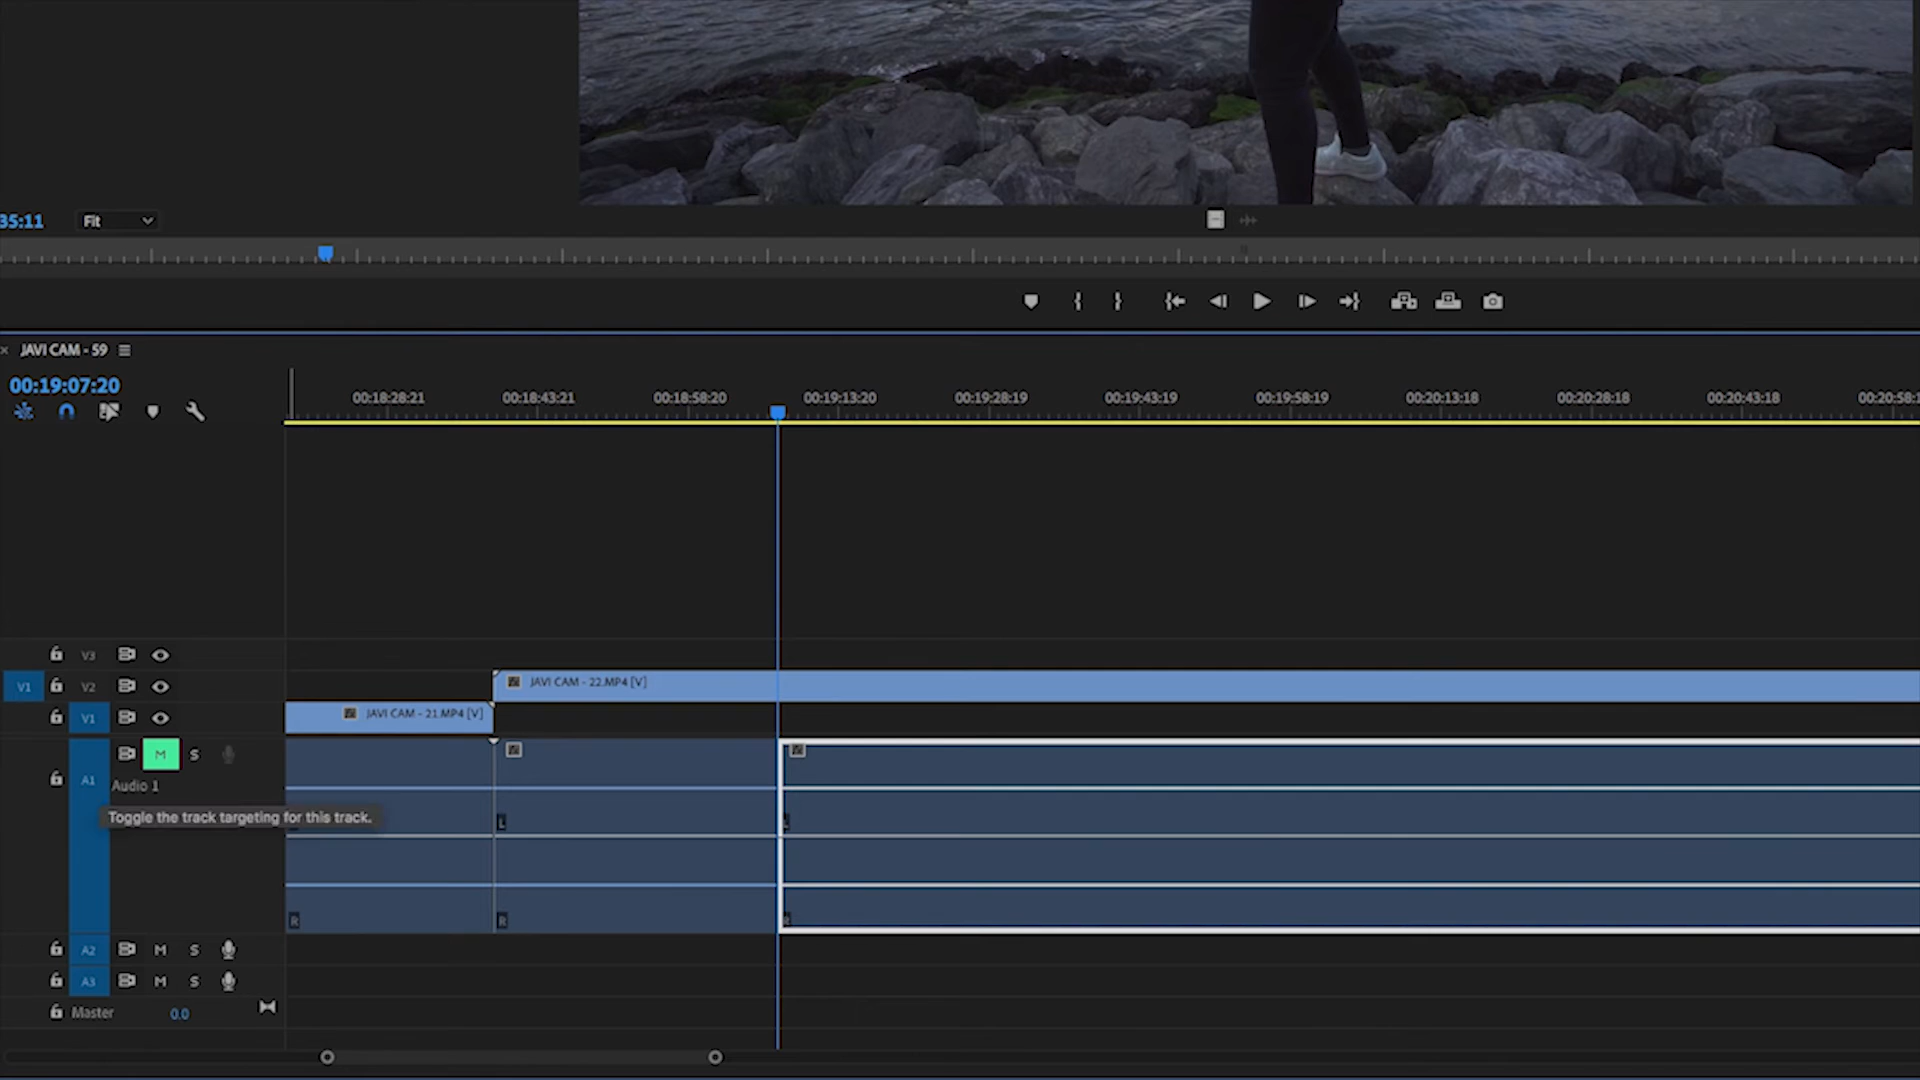 35:11 Fit
JAVI CAM - 59
00:19:07:20
00:18:28:21 00:18:43:21 00:18:58:20 00:19:13:20 00:19:28:19 00:19:43:19 00:19:58:19 00:20:13:18 00:20:28:18 00:20:43:18 00:20:58:1
V3
V1 V2 JAVI CAM - 22.MP4 [V]
V1 JAVI CAM - 21.MP4 [V]
M S
A1 Audio 1
Toggle the track targeting for this track.
L L
R R R
A2 M S
A3 M S
Master 0.0